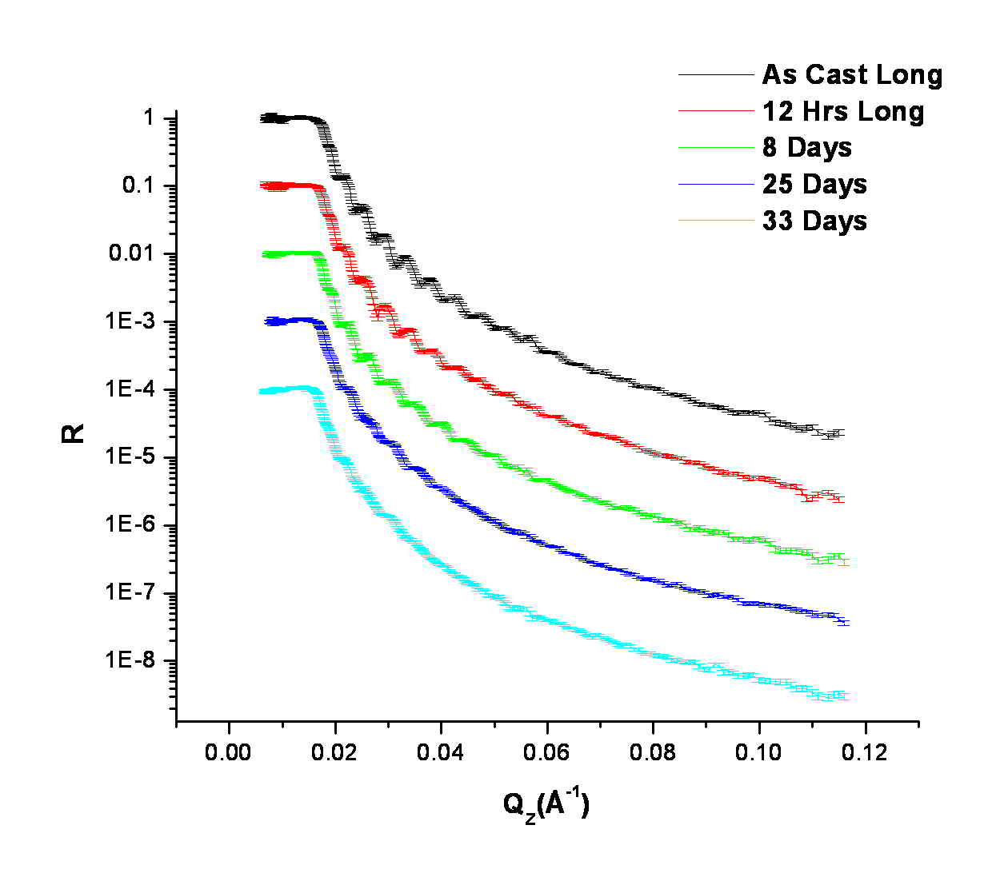 As Cast Long
12 Hrs Long
8 Days
25 Days
33 Days
1
0.1
0.01
1E-3
1E-4
1E-5
1E-6
1E-7
1E-8
R
0.00 0.02 0.04 0.06 0.08 0.10 0.12
Qz(Å-1)